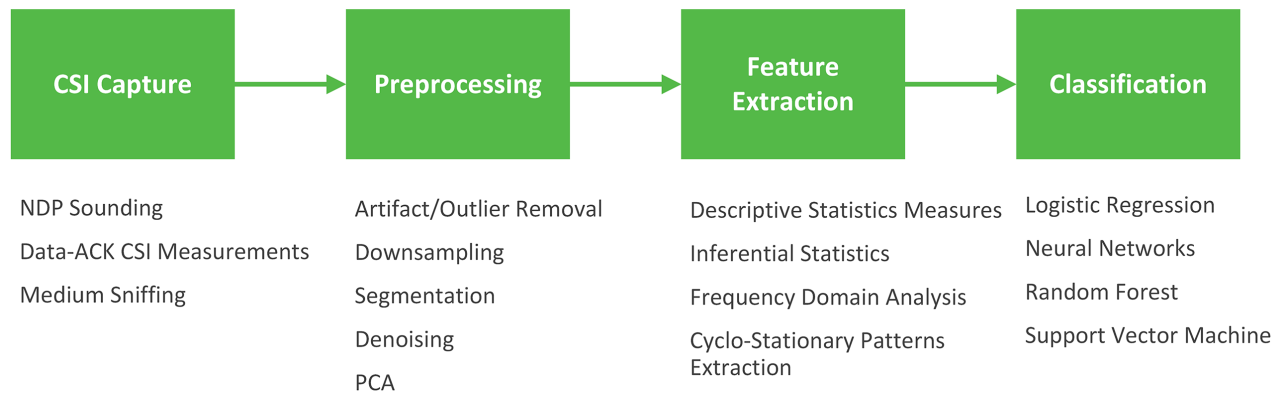 CSI Capture
Preprocessing
Feature
Extraction
Classification
NDP Sounding
Data-ACK CSI Measurements
Medium Sniffing
Artifact/Outlier Removal
Downsampling
Segmentation
Denoising
PCA
Descriptive Statistics Measures
Inferential Statistics
Frequency Domain Analysis
Cyclo-Stationary Patterns
Extraction
Logistic Regression
Neural Networks
Random Forest
Support Vector Machine